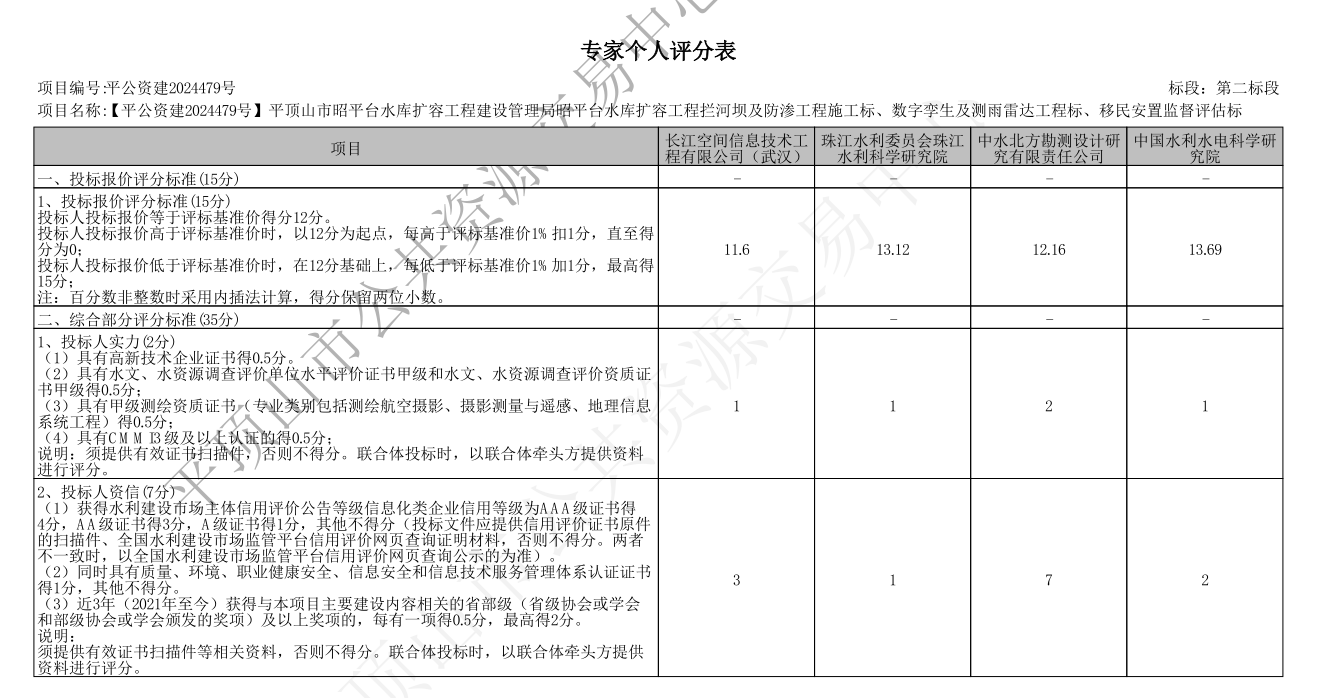 专家个人评分表
项目编号:平公资建2024479号
标段：第二标段
项目名称:【平公资建2024479号】平顶山市昭平台水库扩容工程建设管理局昭平台水库扩容工程拦河坝及防渗工程施工标、数字孪生及测雨雷达工程标、移民安置监督评估标
项目
长江空间信息技术工
程有限公司（武汉）
珠江水利委员会珠江
水利科学研究院
中水北方勘测设计研
究有限责任公司
中国水利水电科学研
究院
一、投标报价评分标准(15分)
–
–
–
–
1、投标报价评分标准(15分)
投标人投标报价等于评标基准价得分12分。
投标人投标报价高于评标基准价时，以12分为起点，每高于评标基准价1% 扣1分，直至得
分为0;
投标人投标报价低于评标基准价时，在12分基础上，每低于评标基准价1% 加1分，最高得
15分；
注：百分数非整数时采用内插法计算，得分保留两位小数。
11.6
13.12
12.16
13.69
二、综合部分评分标准(35分)
–
–
–
–
1、投标人实力(2分)
（1）具有高新技术企业证书得0.5分。
（2）具有水文、水资源调查评价单位水平评价证书甲级和水文、水资源调查评价资质证
书甲级得0.5分；
（3）具有甲级测绘资质证书（专业类别包括测绘航空摄影、摄影测量与遥感、地理信息
系统工程）得0.5分；
（4）具有CMMI3级及以上认证的得0.5分；
说明：须提供有效证书扫描件，否则不得分。联合体投标时，以联合体牵头方提供资料
进行评分。
1
1
2
1
2、投标人资信(7分)
（1）获得水利建设市场主体信用评价公告等级信息化类企业信用等级为AAA级证书得
4分，AA级证书得3分，A级证书得1分，其他不得分（投标文件应提供信用评价证书原件
的扫描件、全国水利建设市场监管平台信用评价网页查询证明材料，否则不得分。两者
不一致时，以全国水利建设市场监管平台信用评价网页查询公示的为准）。
（2）同时具有质量、环境、职业健康安全、信息安全和信息技术服务管理体系认证证书
得1分，其他不得分。
（3）近3年（2021年至今）获得与本项目主要建设内容相关的省部级（省级协会或学会
和部级协会或学会颁发的奖项）及以上奖项的，每有一项得0.5分，最高得2分。
说明：
须提供有效证书扫描件等相关资料，否则不得分。联合体投标时，以联合体牵头方提供
资料进行评分。
3
1
7
2
平顶山市公共资源交易中心
平顶山市公共资源交易中